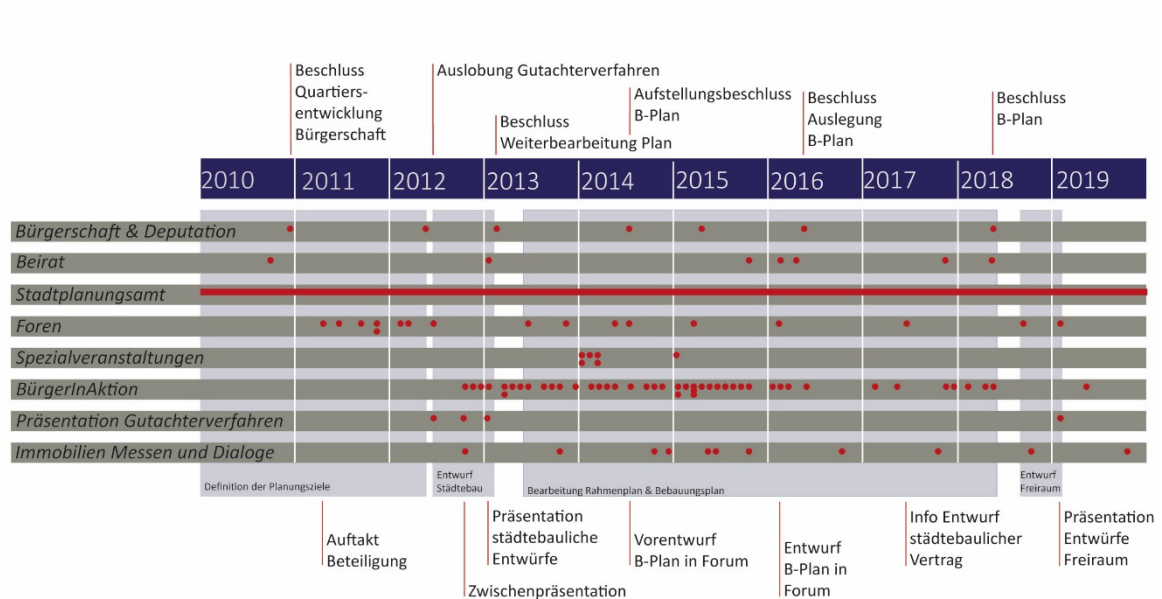 Beschluss
Quartiers-
entwicklung
Bürgerschaft
Auslobung Gutachterverfahren
Beschluss
Weiterbearbeitung Plan
Aufstellungsbeschluss
B-Plan
Beschluss
Auslegung
B-Plan
Beschluss
B-Plan
2010 2011 2012 2013 2014 2015 2016 2017 2018 2019
Bürgerschaft & Deputation
Beirat
Stadtplanungsamt
Foren
Spezialveranstaltungen
BürgerInAktion
Präsentation Gutachterverfahren
Immobilien Messen und Dialoge
Definition der Planungsziele
Entwurf
Städtebau
Bearbeitung Rahmenplan & Bebauungsplan
Entwurf
Freiraum
Auftakt
Beteiligung
Zwischenpräsentation
Präsentation
städtebauliche
Entwürfe
Vorentwurf
B-Plan in Forum
Entwurf
B-Plan in
Forum
Info Entwurf
städtebaulicher
Vertrag
Präsentation
Entwürfe
Freiraum